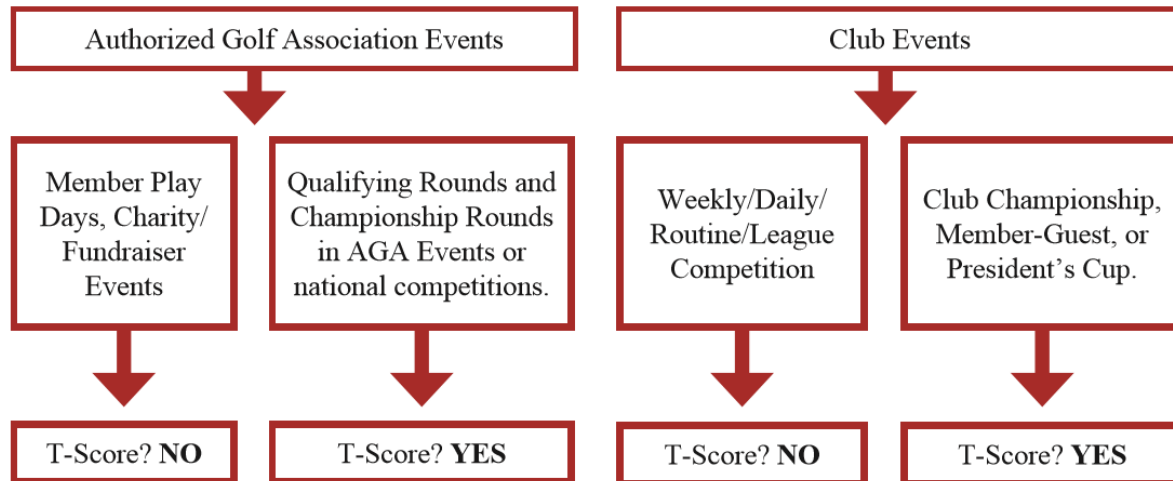 Authorized Golf Association Events
Club Events
Member Play
Days, Charity/
Fundraiser
Events
Qualifying Rounds and
Championship Rounds
in AGA Events or
national competitions.
Weekly/Daily/
Routine/League
Competition
Club Championship,
Member-Guest, or
President’s Cup.
T-Score? NO
T-Score? YES
T-Score? NO
T-Score? YES